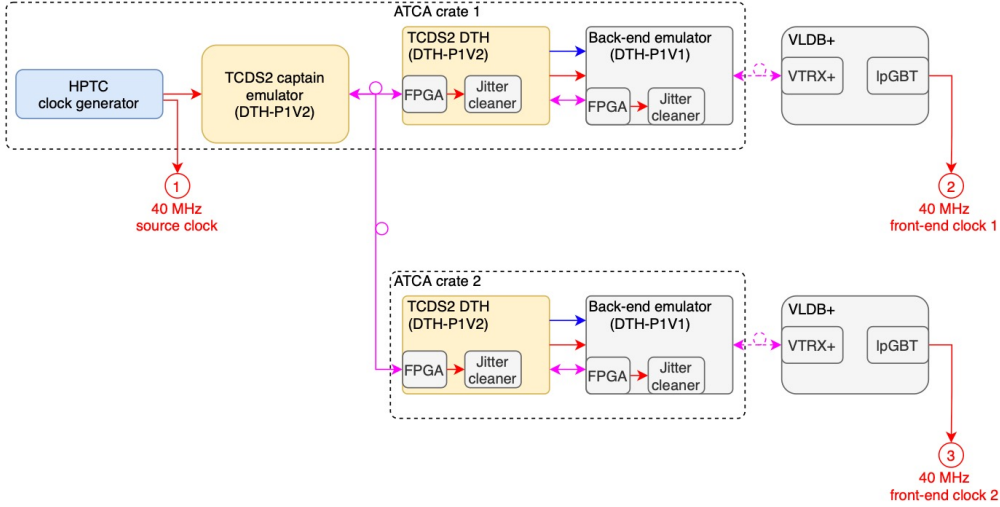 ATCA crate 1
HPTC
clock generator
TCDS2 captain
emulator
(DTH-P1V2)
TCDS2 DTH
(DTH-P1V2)
FPGA
Jitter
cleaner
Back-end emulator
(DTH-P1V1)
FPGA
Jitter
cleaner
VLDB+
VTRX+
lpGBT
1
40 MHz
source clock
2
40 MHz
front-end clock 1
ATCA crate 2
TCDS2 DTH
(DTH-P1V2)
FPGA
Jitter
cleaner
Back-end emulator
(DTH-P1V1)
FPGA
Jitter
cleaner
VLDB+
VTRX+
lpGBT
3
40 MHz
front-end clock 2